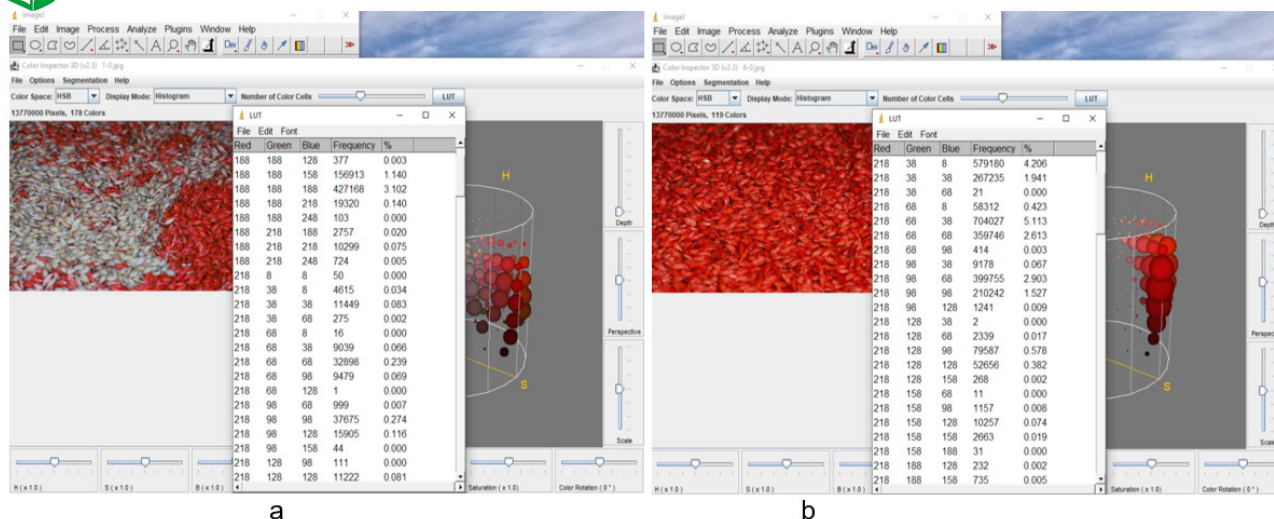 ImageJ
File Edit Image Process Analyze Plugins Window Help
Dev
Color Inspector 3D (v2.3) 1-0.jpg
File Options Segmentation Help
Color Space: HSB Display Mode: Histogram Number of Color Cells LUT
13770000 Pixels, 178 Colors
LUT
File Edit Font
Red Green Blue Frequency %
188 188 128 377 0.003
188 188 158 156913 1.140
188 188 188 427168 3.102
188 188 218 19320 0.140
188 188 248 103 0.000
188 218 188 2757 0.020
188 218 218 10299 0.075
188 218 248 724 0.005
218 8 8 50 0.000
218 38 8 4615 0.034
218 38 38 11449 0.083
218 38 68 275 0.002
218 68 8 16 0.000
218 68 38 9039 0.066
218 68 68 32898 0.239
218 68 98 9479 0.069
218 68 128 1 0.000
218 98 68 999 0.007
218 98 98 37675 0.274
218 98 128 15905 0.116
218 98 158 44 0.000
218 128 98 111 0.000
218 128 128 11222 0.081
H
S
Depth
Perspective
Scale
H ( x 1.0 ) S ( x 1.0 ) B ( x 1.0 Saturation ( x 1.0) Color Rotation ( 0 ° )
a
ImageJ
File Edit Image Process Analyze Plugins Window Help
Dev
Color Inspector 3D (v2.3) 6-0.jpg
File Options Segmentation Help
Color Space: HSB Display Mode: Histogram Number of Color Cells LUT
13770000 Pixels, 119 Colors
LUT
File Edit Font
Red Green Blue Frequency %
218 38 8 579180 4.206
218 38 38 267235 1.941
218 38 68 21 0.000
218 68 8 58312 0.423
218 68 38 704027 5.113
218 68 68 359746 2.613
218 68 98 414 0.003
218 98 38 9178 0.067
218 98 68 399755 2.903
218 98 98 210242 1.527
218 98 128 1241 0.009
218 128 38 2 0.000
218 128 68 2339 0.017
218 128 98 79587 0.578
218 128 128 52656 0.382
218 128 158 268 0.002
218 158 68 11 0.000
218 158 98 1157 0.008
218 158 128 10257 0.074
218 158 158 2663 0.019
218 158 188 31 0.000
218 188 128 232 0.002
218 188 158 735 0.005
H
S
Depth
Perspec
Scale
H ( x 1.0 ) S ( x 1.0 ) B ( x 1.0 Saturation ( x 1.0) Color Rotation ( 0 ° )
b